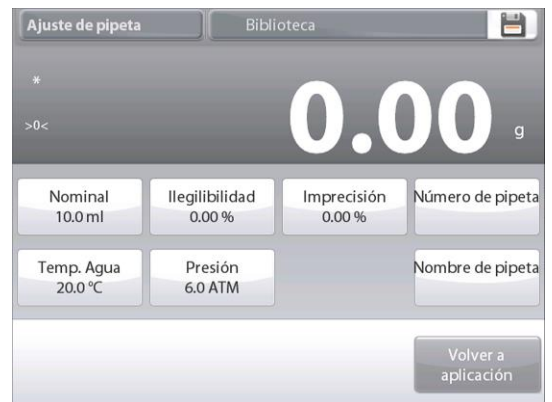 Ajuste de pipeta
Biblioteca
*
>0<
0.00 g
Nominal
10.0 ml
Ilegilibilidad
0.00 %
Imprecisión
0.00 %
Número de pipeta
Temp. Agua
20.0 °C
Presión
6.0 ATM
Nombre de pipeta
Volver a
aplicación